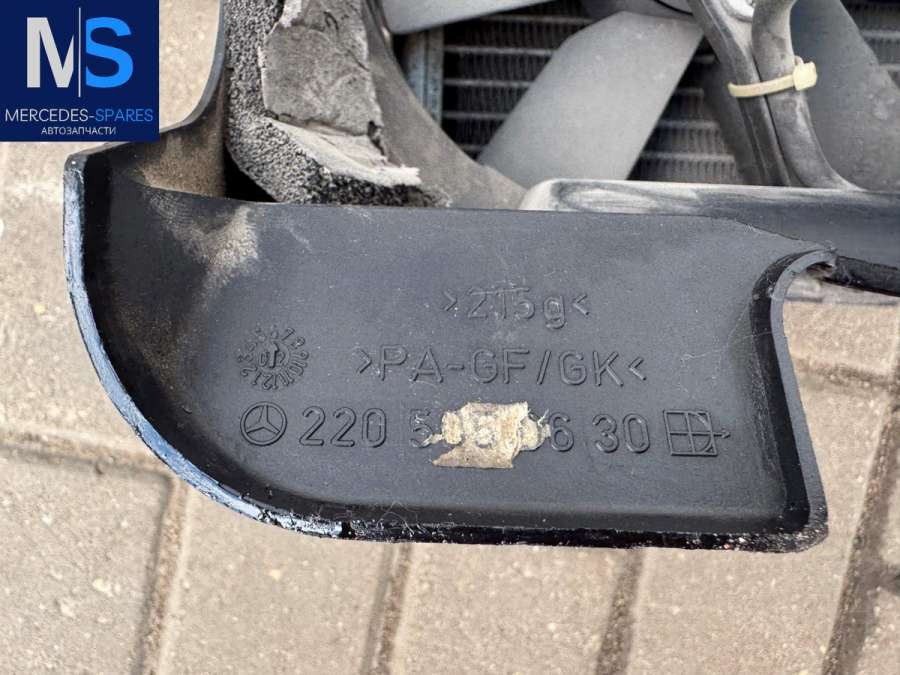 MS
MERCEDES-SPARES
АВТОЗАПЧАСТИ
>215g<
>PA-GF/GK<
220 6 30